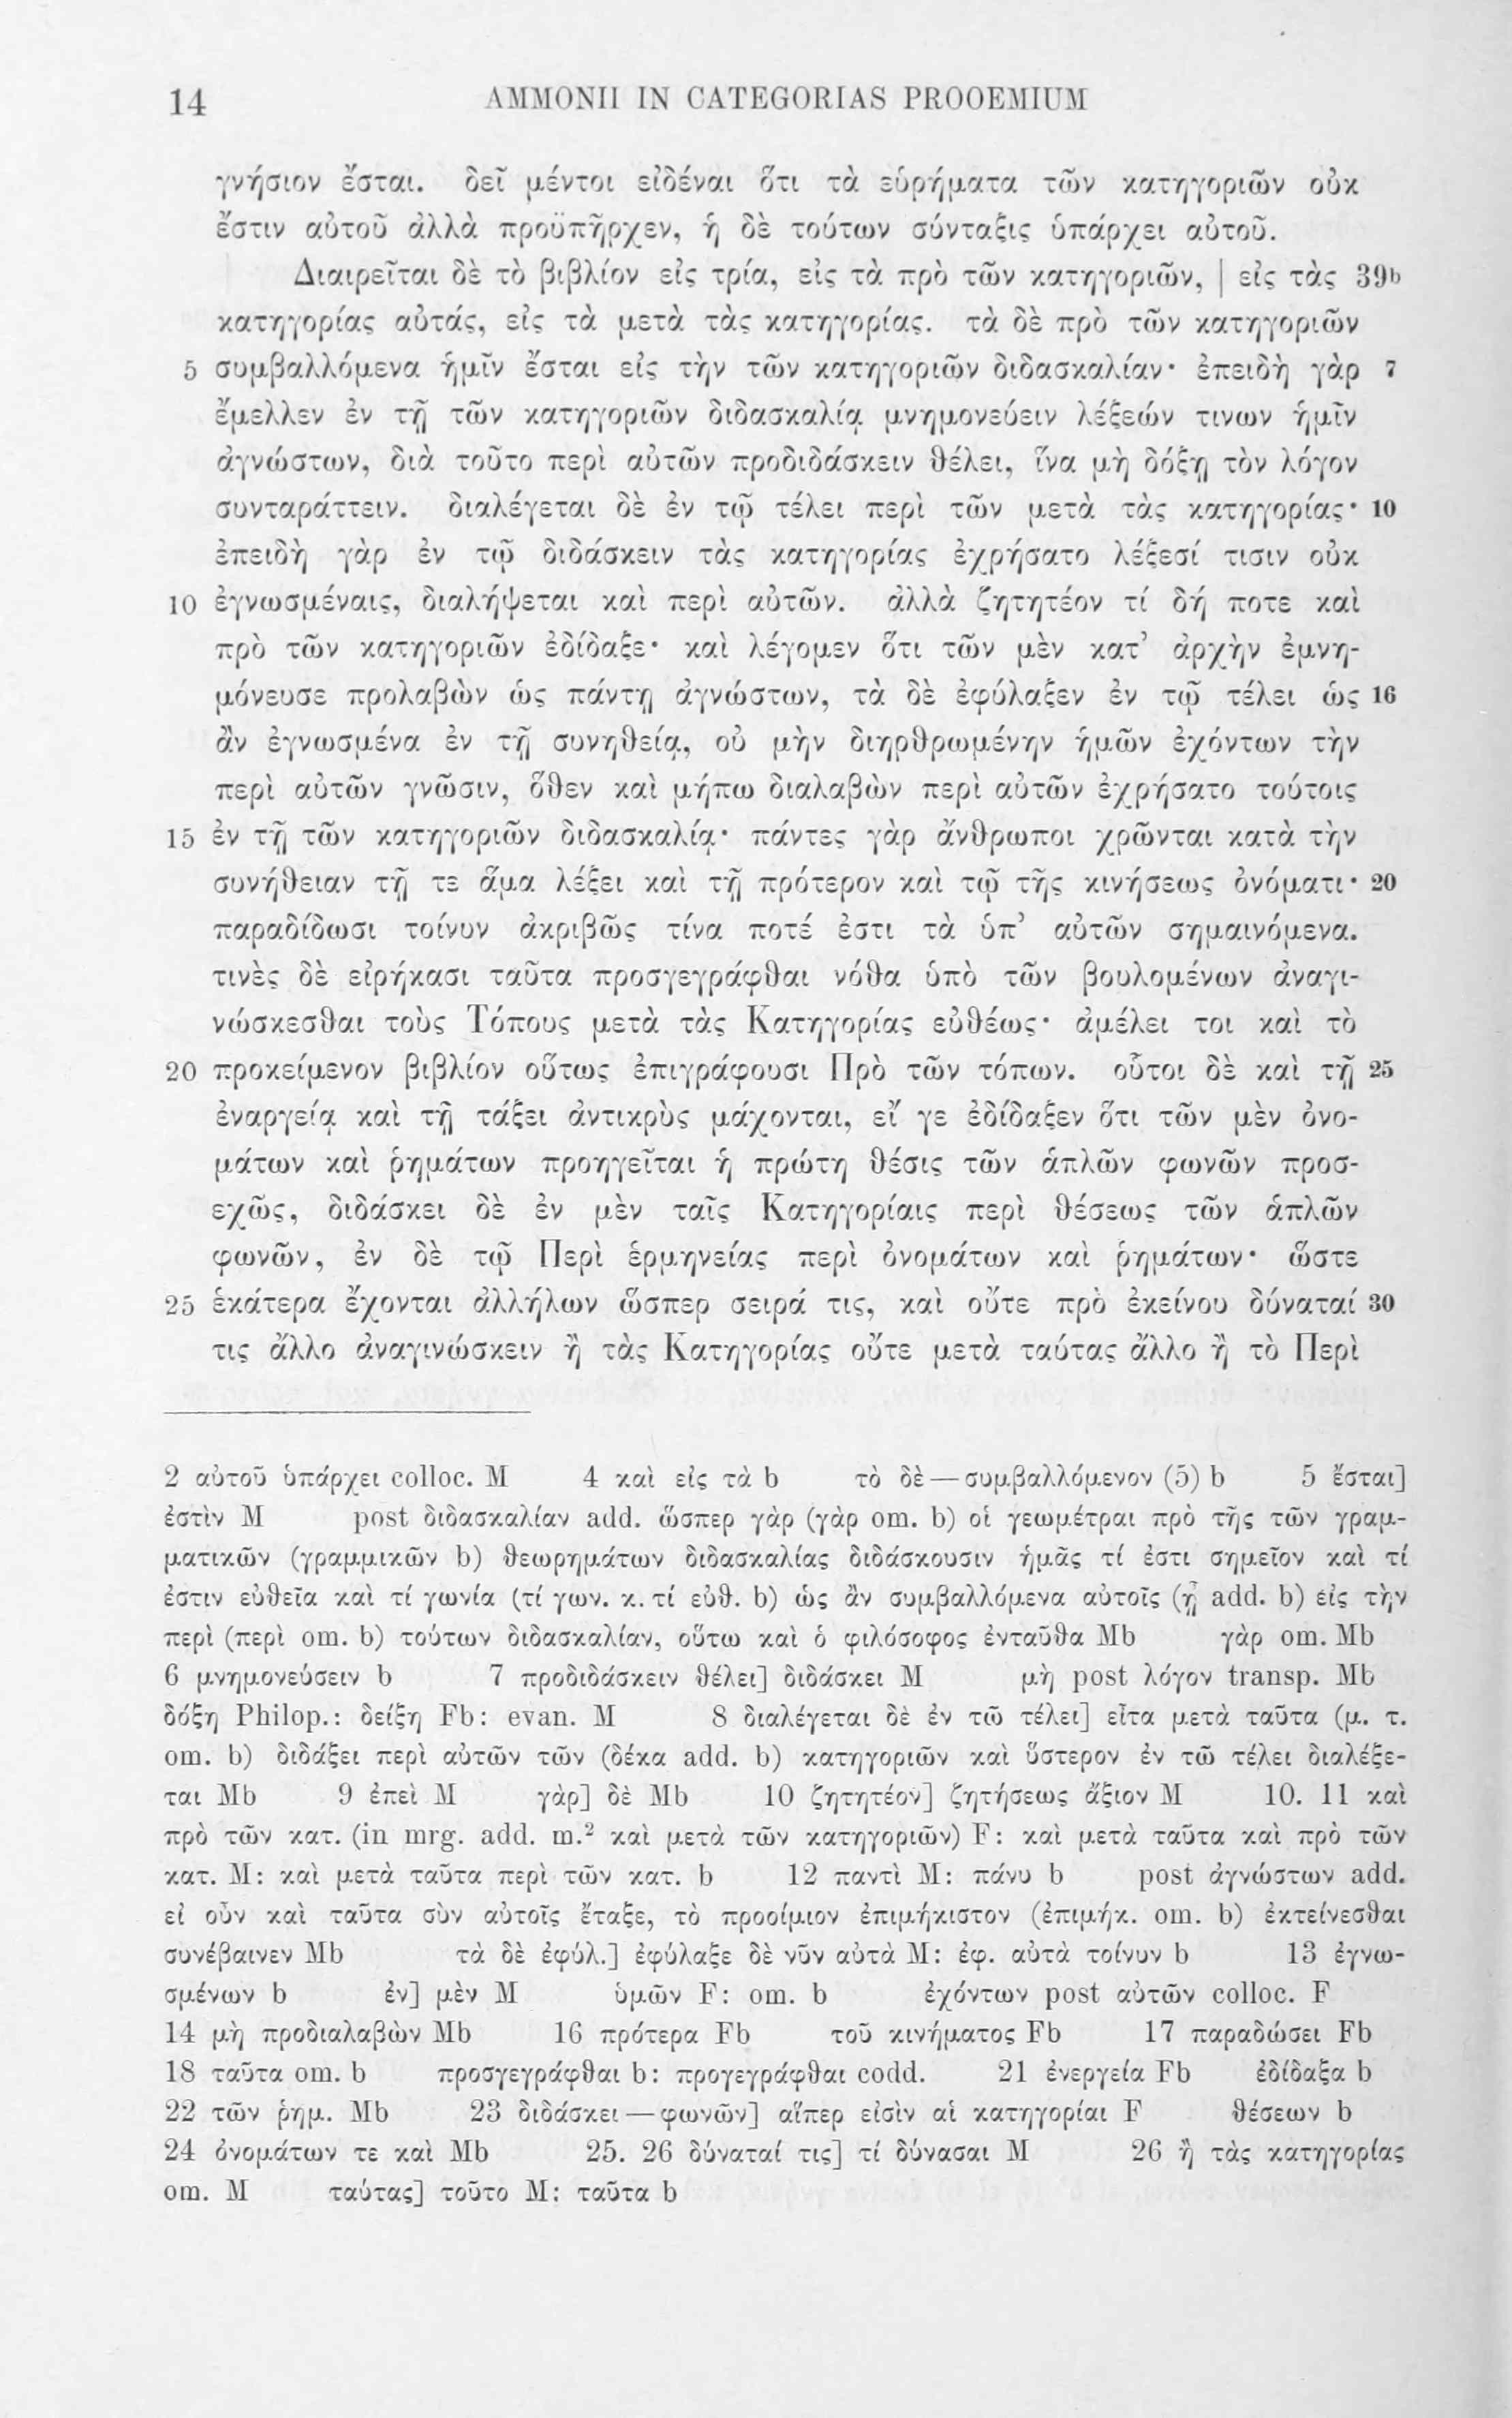 14 AMMONII IN CATEGORIAS PROOEMIUM
γνήσιον ἔσται. δεῖ μέντοι εἰδέναι ὅτι τὰ εὑρήματα τῶν κατηγοριῶν οὐκ
ἔστιν αὐτοῦ ἀλλὰ προϋπῆρχεν, ἡ δὲ τούτων σύνταξις ὑπάρχει αὐτοῦ.
Διαιρεῖται δὲ τὸ βιβλίον εἰς τρία, εἰς τὰ πρὸ τῶν κατηγοριῶν, | εἰς τὰς 39b
κατηγορίας αὐτάς, εἰς τὰ μετὰ τὰς κατηγορίας. τὰ δὲ πρὸ τῶν κατηγοριῶν
5 συμβαλλόμενα ἡμῖν ἔσται εἰς τὴν τῶν κατηγοριῶν διδασκαλίαν· ἐπειδὴ γὰρ 7
ἔμελλεν ἐν τῇ τῶν κατηγοριῶν διδασκαλίᾳ μνημονεύειν λέξεών τινων ἡμῖν
ἀγνώστων, διὰ τοῦτο περὶ αὐτῶν προδιδάσκειν θέλει, ἵνα μὴ δόξῃ τὸν λόγον
συνταράττειν. διαλέγεται δὲ ἐν τῷ τέλει περὶ τῶν μετὰ τὰς κατηγορίας· 10
ἐπειδὴ γὰρ ἐν τῷ διδάσκειν τὰς κατηγορίας ἐχρήσατο λέξεσί τισιν οὐκ
10 ἐγνωσμέναις, διαλήψεται καὶ περὶ αὐτῶν. ἀλλὰ ζητητέον τί δή ποτε καὶ
πρὸ τῶν κατηγοριῶν ἐδίδαξε· καὶ λέγομεν ὅτι τῶν μὲν κατ’ ἀρχὴν ἐμνη-
μόνευσε προλαβὼν ὡς πάντῃ ἀγνώστων, τὰ δὲ ἐφύλαξεν ἐν τῷ τέλει ὡς 16
ἂν ἐγνωσμένα ἐν τῇ συνηθείᾳ, οὐ μὴν διηρθρωμένην ἡμῶν ἐχόντων τὴν
περὶ αὐτῶν γνῶσιν, ὅθεν καὶ μήπω διαλαβὼν περὶ αὐτῶν ἐχρήσατο τούτοις
15 ἐν τῇ τῶν κατηγοριῶν διδασκαλίᾳ· πάντες γὰρ ἄνθρωποι χρῶνται κατὰ τὴν
συνήθειαν τῇ τε ἅμα λέξει καὶ τῇ πρότερον καὶ τῷ τῆς κινήσεως ὀνόματι· 20
παραδίδωσι τοίνυν ἀκριβῶς τίνα ποτέ ἐστι τὰ ὑπ’ αὐτῶν σημαινόμενα.
τινὲς δὲ εἰρήκασι ταῦτα προσγεγράφθαι νόθα ὑπὸ τῶν βουλομένων ἀναγι-
νώσκεσθαι τοὺς Τόπους μετὰ τὰς Κατηγορίας εὐθέως· ἀμέλει τοι καὶ τὸ
20 προκείμενον βιβλίον οὕτως ἐπιγράφουσι Πρὸ τῶν τόπων. οὗτοι δὲ καὶ τῇ 25
ἐναργείᾳ καὶ τῇ τάξει ἀντικρὺς μάχονται, εἴ γε ἐδίδαξεν ὅτι τῶν μὲν ὀνο-
μάτων καὶ ῥημάτων προηγεῖται ἡ πρώτη θέσις τῶν ἁπλῶν φωνῶν προσ-
εχῶς, διδάσκει δὲ ἐν μὲν ταῖς Κατηγορίαις περὶ θέσεως τῶν ἁπλῶν
φωνῶν, ἐν δὲ τῷ Περὶ ἑρμηνείας περὶ ὀνομάτων καὶ ῥημάτων· ὥστε
25 ἑκάτερα ἔχονται ἀλλήλων ὥσπερ σειρά τις, καὶ οὔτε πρὸ ἐκείνου δύναταί 30
τις ἄλλο ἀναγινώσκειν ἢ τὰς Κατηγορίας οὔτε μετὰ ταύτας ἄλλο ἢ τὸ Περὶ
2 αὐτοῦ ὑπάρχει colloc. M 4 καὶ εἰς τὰ b τὸ δὲ — συμβαλλόμενον (5) b 5 ἔσται]
ἐστὶν M post διδασκαλίαν add. ὥσπερ γὰρ (γὰρ om. b) οἱ γεωμέτραι πρὸ τῆς τῶν γραμ-
ματικῶν (γραμμικῶν b) θεωρημάτων διδασκαλίας διδάσκουσιν ἡμᾶς τί ἐστι σημεῖον καὶ τί
ἐστιν εὐθεῖα καὶ τί γωνία (τί γων. κ. τί εὐθ. b) ὡς ἂν συμβαλλόμενα αὐτοῖς (ᾖ add. b) εἰς τὴν
περὶ (περὶ om. b) τούτων διδασκαλίαν, οὕτω καὶ ὁ φιλόσοφος ἐνταῦθα Mb γὰρ om. Mb
6 μνημονεύσειν b 7 προδιδάσκειν θέλει] διδάσκει M μὴ post λόγον transp. Mb
δόξῃ Philop.: δείξῃ Fb: evan. M 8 διαλέγεται δὲ ἐν τῷ τέλει] εἶτα μετὰ ταῦτα (μ. τ.
om. b) διδάξει περὶ αὐτῶν τῶν (δέκα add. b) κατηγοριῶν καὶ ὕστερον ἐν τῷ τέλει διαλέξε-
ται Mb 9 ἐπεὶ M γὰρ] δὲ Mb 10 ζητητέον] ζητήσεως ἄξιον M 10. 11 καὶ
πρὸ τῶν κατ. (in mrg. add. m.² καὶ μετὰ τῶν κατηγοριῶν) F: καὶ μετὰ ταῦτα καὶ πρὸ τῶν
κατ. M: καὶ μετὰ ταῦτα περὶ τῶν κατ. b 12 παντὶ M: πάνυ b post ἀγνώστων add.
εἰ οὖν καὶ ταῦτα σὺν αὐτοῖς ἔταξε, τὸ προοίμιον ἐπιμήκιστον (ἐπιμήκ. om. b) ἐκτείνεσθαι
συνέβαινεν Mb τὰ δὲ ἐφύλ.] ἐφύλαξε δὲ νῦν αὐτὰ M: ἐφ. αὐτὰ τοίνυν b 13 ἐγνω-
σμένων b ἐν] μὲν M ὑμῶν F: om. b ἐχόντων post αὐτῶν colloc. F
14 μὴ προδιαλαβὼν Mb 16 πρότερα Fb τοῦ κινήματος Fb 17 παραδώσει Fb
18 ταῦτα om. b προσγεγράφθαι b: προγεγράφθαι codd. 21 ἐνεργεία Fb ἐδίδαξα b
22 τῶν ῥημ. Mb 23 διδάσκει — φωνῶν] αἵπερ εἰσὶν αἱ κατηγορίαι F θέσεων b
24 ὀνομάτων τε καὶ Mb 25. 26 δύναταί τις] τί δύνασαι M 26 ἢ τὰς κατηγορίας
om. M ταύτας] τοῦτο M: ταῦτα b